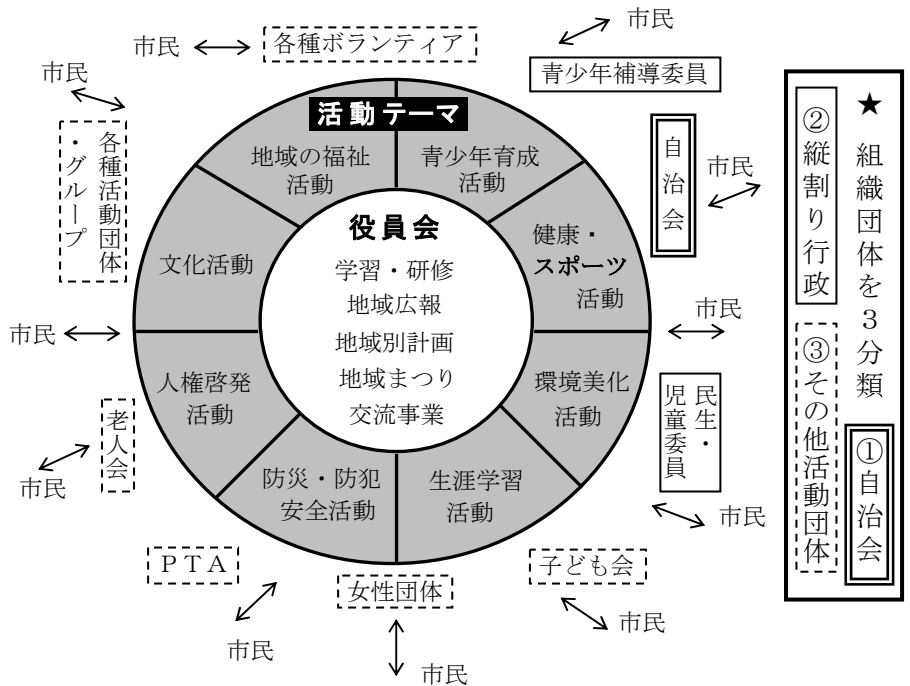 市民
各種ボランティア
市民
青少年補導委員
市民
各種活動団体
・グループ
活動テーマ
地域の福祉
活動
青少年育成
活動
自治会
市民
文化活動
健康・
スポーツ
活動
役員会
学習・研修
地域広報
地域別計画
地域まつり
交流事業
市民
市民
人権啓発
活動
環境美化
活動
民生・
児童委員
老人会
市民
防災・防犯
安全活動
生涯学習
活動
市民
PTA
子ども会
女性団体
市民
市民
市民
★ 組織団体を3分類
①自治会
②縦割り行政
③その他活動団体